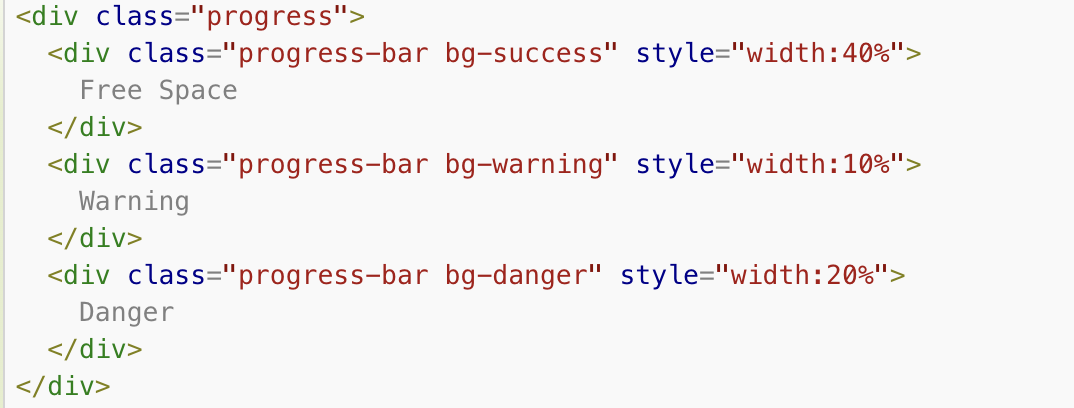 <div class="progress">
  <div class="progress-bar bg-success" style="width:40%">
    Free Space
  </div>
  <div class="progress-bar bg-warning" style="width:10%">
    Warning
  </div>
  <div class="progress-bar bg-danger" style="width:20%">
    Danger
  </div>
</div>